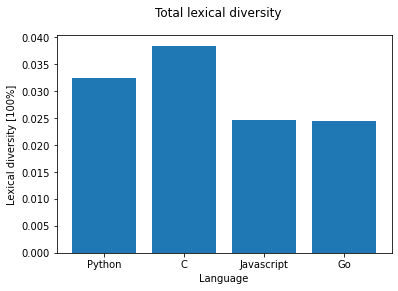 Total lexical diversity
0.040
0.035
0.030
0.025
0.020
0.015
0.010
0.005
0.000
Lexical diversity [100%]
Python C Javascript Go
Language